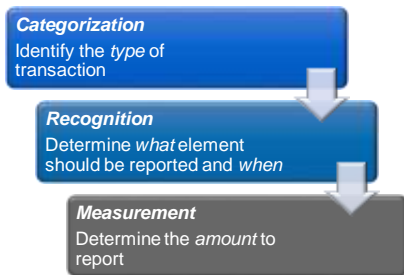 Categorization
Identify the type of
transaction
Recognition
Determine what element
should be reported and when
Measurement
Determine the amount to
report